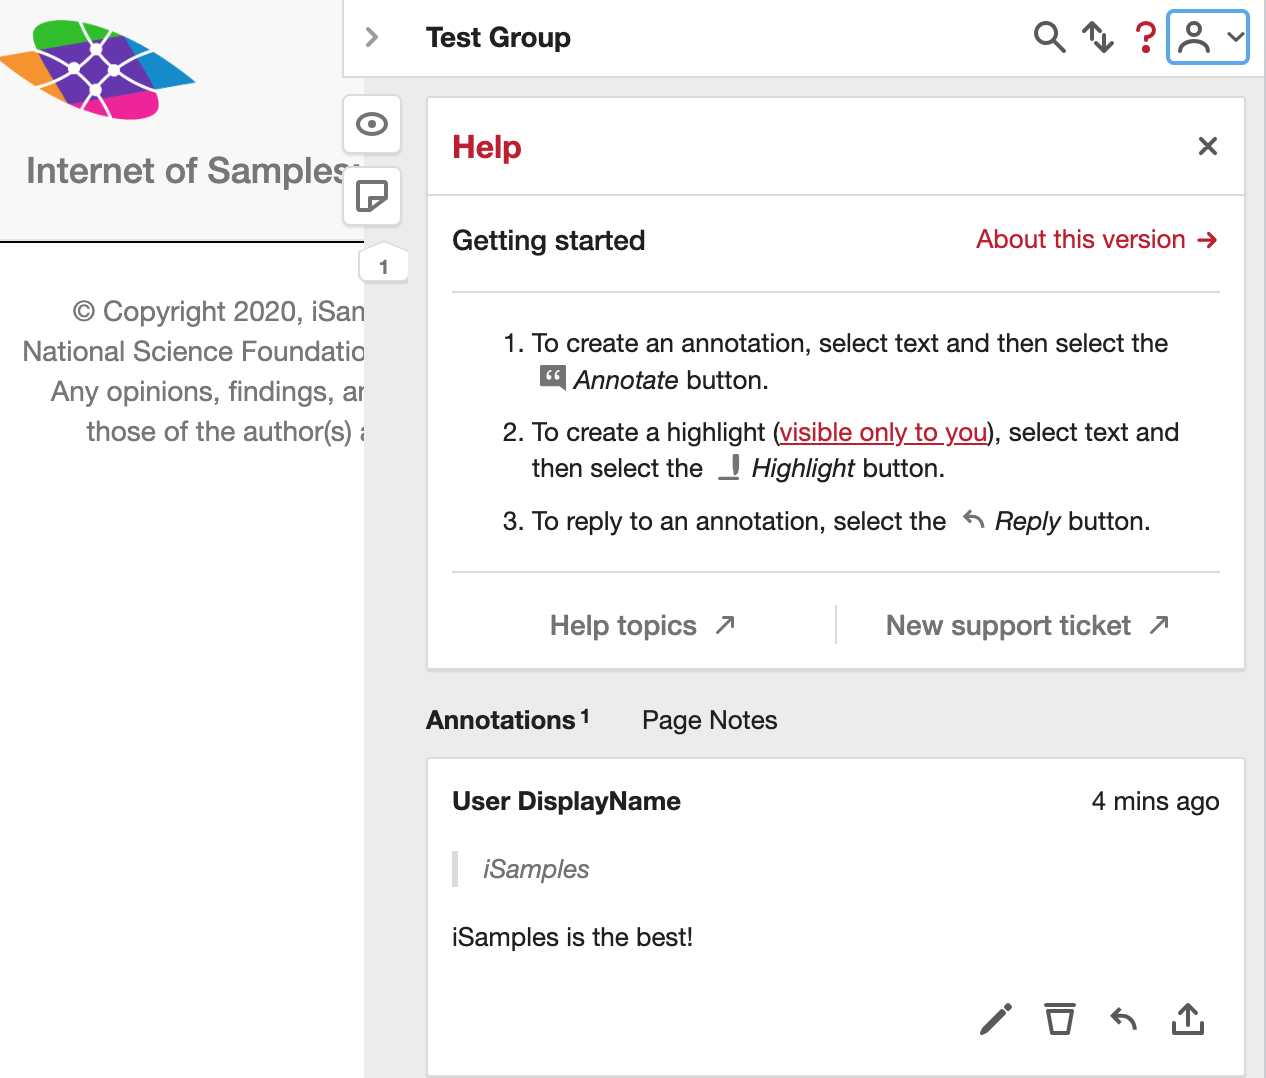 Internet of Samples
© Copyright 2020, iSam
National Science Foundatio
Any opinions, findings, an
those of the author(s) a
1
Test Group
?
Help
Getting started
About this version →
1. To create an annotation, select text and then select the
Annotate button.
2. To create a highlight (visible only to you), select text and
then select the Highlight button.
3. To reply to an annotation, select the Reply button.
Help topics
New support ticket
Annotations 1
Page Notes
User DisplayName
4 mins ago
iSamples
iSamples is the best!